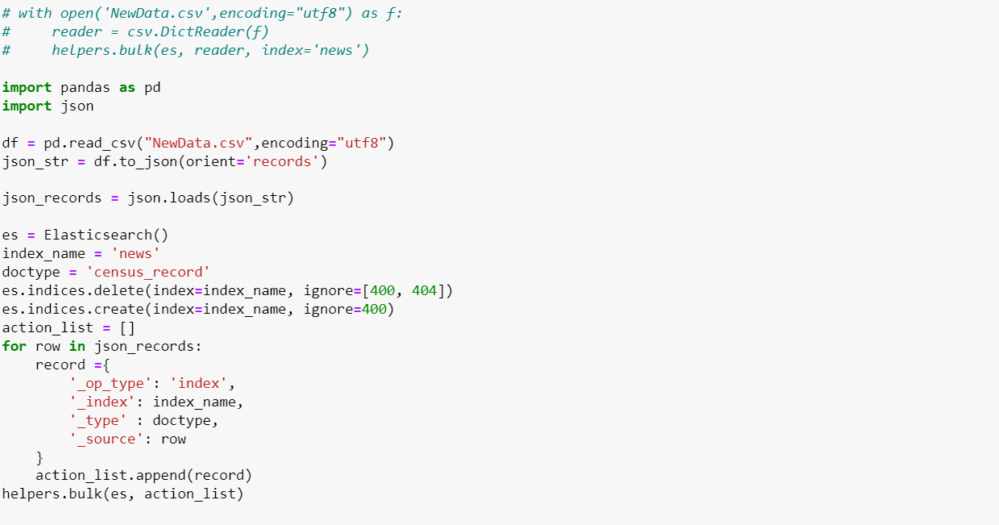 # with open('NewData.csv',encoding="utf8") as f:
#     reader = csv.DictReader(f)
#     helpers.bulk(es, reader, index='news')

import pandas as pd
import json

df = pd.read_csv("NewData.csv",encoding="utf8")
json_str = df.to_json(orient='records')

json_records = json.loads(json_str)

es = Elasticsearch()
index_name = 'news'
doctype = 'census_record'
es.indices.delete(index=index_name, ignore=[400, 404])
es.indices.create(index=index_name, ignore=400)
action_list = []
for row in json_records:
    record ={
        '_op_type': 'index',
        '_index': index_name,
        '_type' : doctype,
        '_source': row
    }
    action_list.append(record)
helpers.bulk(es, action_list)